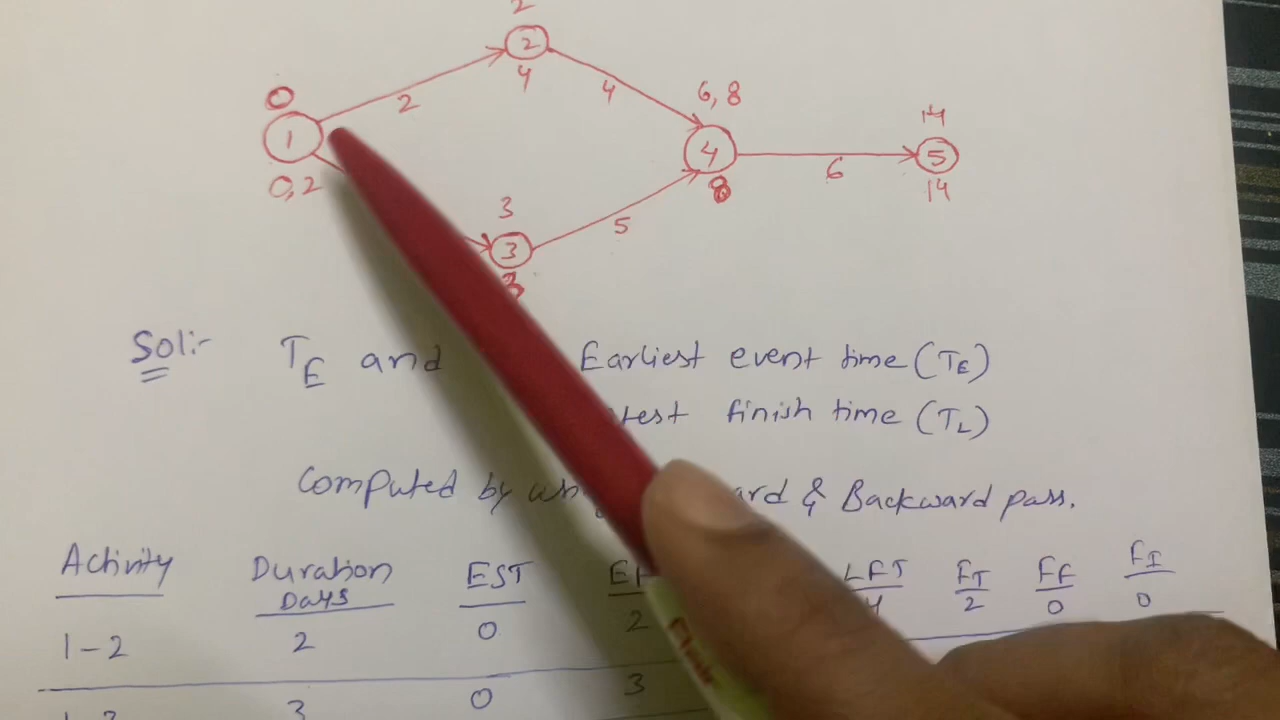 2
2
4
0
1
0,2
2
4
6, 8
4
8
6
14
5
14
3
3
3
5
Sol:-
TE and
Earliest event time (TE)
test finish time (TL)
Computed by ard & Backward pass.
Activity Duration Days EST EF LFT FT FF FI
1-2 2 0 2 4 2 0 0
3 0 3